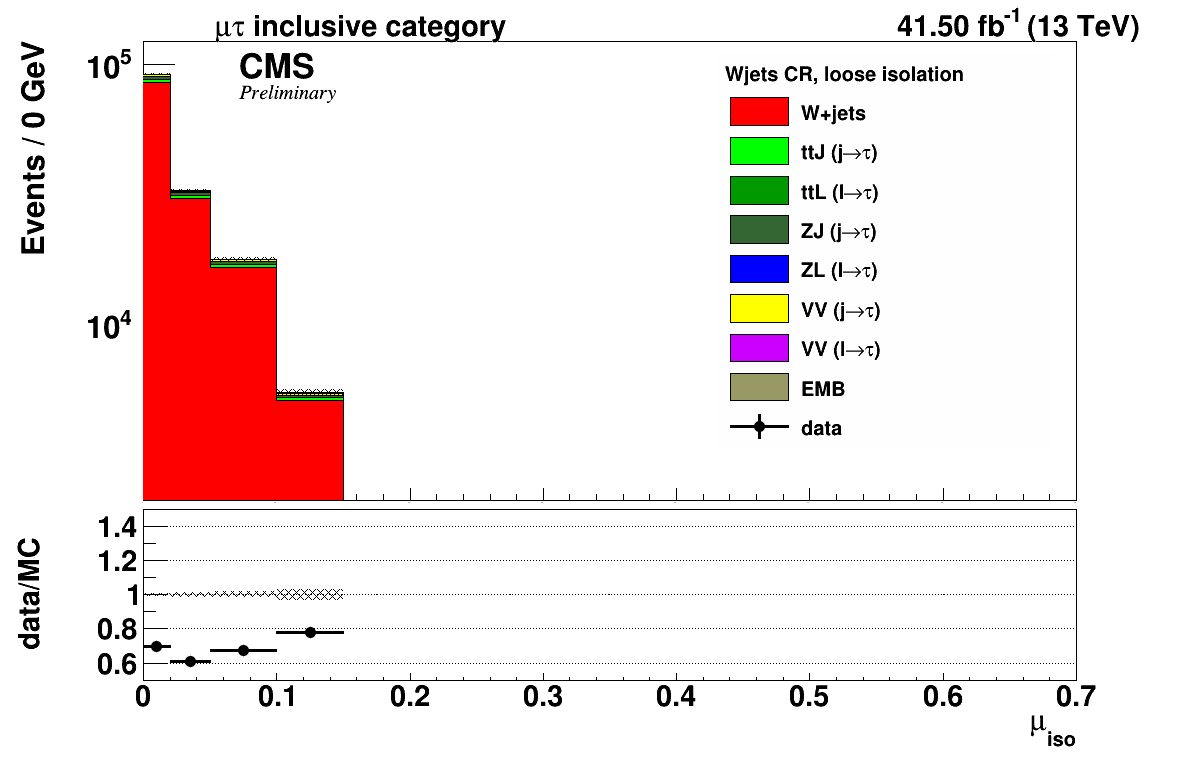 μτ inclusive category
41.50 fb⁻¹ (13 TeV)
CMS
Preliminary
Events / 0 GeV
10⁵
10⁴
Wjets CR, loose isolation
W+jets
ttJ (j→τ)
ttL (l→τ)
ZJ (j→τ)
ZL (l→τ)
VV (j→τ)
VV (l→τ)
EMB
data
data/MC
1.4
1.2
1
0.8
0.6
0 0.1 0.2 0.3 0.4 0.5 0.6 0.7
μ iso